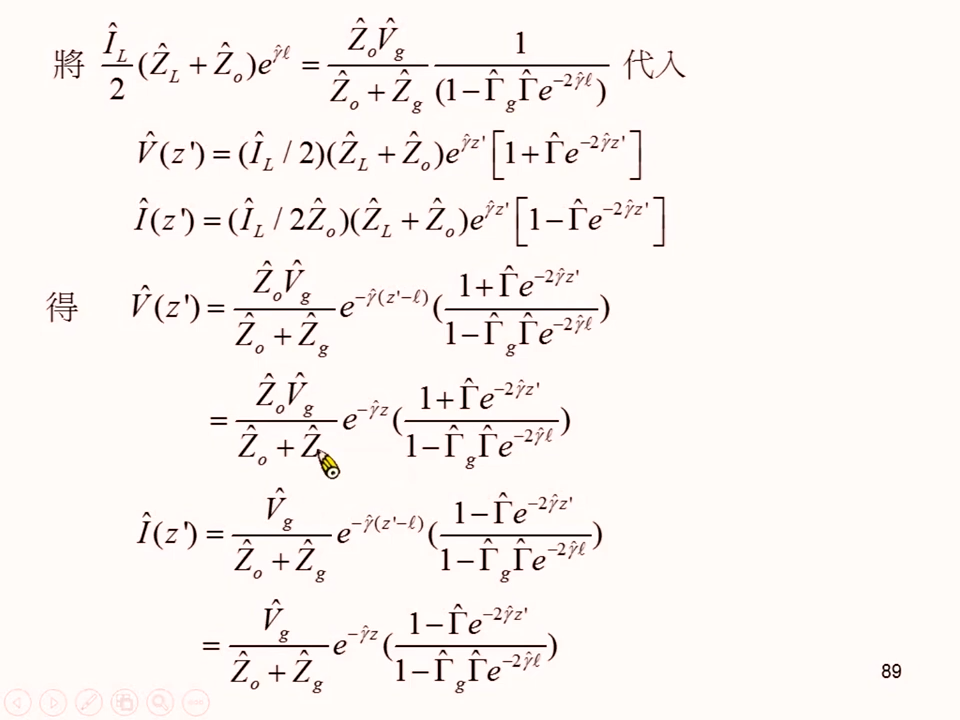 將 \frac{\hat{I}_L}{2}(\hat{Z}_L + \hat{Z}_o)e^{\hat{\gamma}\ell} = \frac{\hat{Z}_o\hat{V}_g}{\hat{Z}_o + \hat{Z}_g} \frac{1}{(1 - \hat{\Gamma}_g\hat{\Gamma}e^{-2\hat{\gamma}\ell})} 代入
\hat{V}(z') = (\hat{I}_L / 2)(\hat{Z}_L + \hat{Z}_o)e^{\hat{\gamma}z'}[1 + \hat{\Gamma}e^{-2\hat{\gamma}z'}]
\hat{I}(z') = (\hat{I}_L / 2\hat{Z}_o)(\hat{Z}_L + \hat{Z}_o)e^{\hat{\gamma}z'}[1 - \hat{\Gamma}e^{-2\hat{\gamma}z'}]
得 \hat{V}(z') = \frac{\hat{Z}_o\hat{V}_g}{\hat{Z}_o + \hat{Z}_g} e^{-\hat{\gamma}(z'-\ell)} (\frac{1 + \hat{\Gamma}e^{-2\hat{\gamma}z'}}{1 - \hat{\Gamma}_g\hat{\Gamma}e^{-2\hat{\gamma}\ell}})
= \frac{\hat{Z}_o\hat{V}_g}{\hat{Z}_o + \hat{Z}} e^{-\hat{\gamma}z} (\frac{1 + \hat{\Gamma}e^{-2\hat{\gamma}z'}}{1 - \hat{\Gamma}_g\hat{\Gamma}e^{-2\hat{\gamma}\ell}})
\hat{I}(z') = \frac{\hat{V}_g}{\hat{Z}_o + \hat{Z}_g} e^{-\hat{\gamma}(z'-\ell)} (\frac{1 - \hat{\Gamma}e^{-2\hat{\gamma}z'}}{1 - \hat{\Gamma}_g\hat{\Gamma}e^{-2\hat{\gamma}\ell}})
= \frac{\hat{V}_g}{\hat{Z}_o + \hat{Z}_g} e^{-\hat{\gamma}z} (\frac{1 - \hat{\Gamma}e^{-2\hat{\gamma}z'}}{1 - \hat{\Gamma}_g\hat{\Gamma}e^{-2\hat{\gamma}\ell}})
89